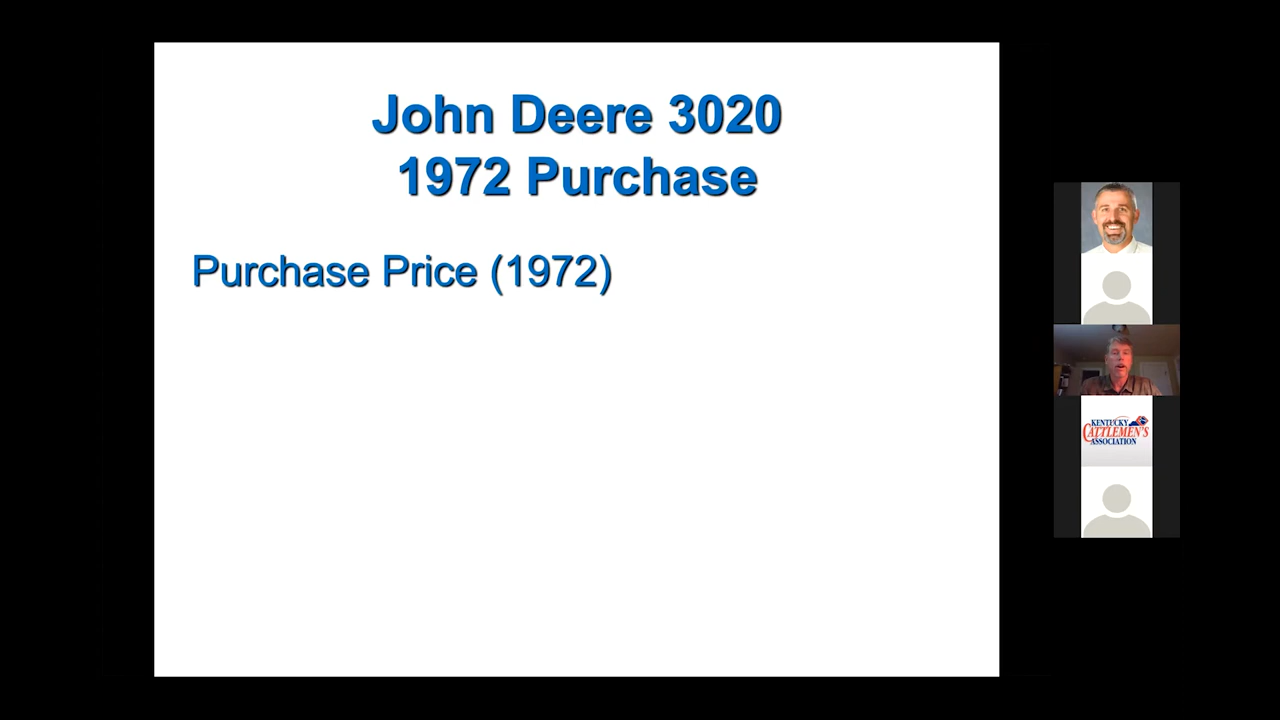 John Deere 3020
1972 Purchase
Purchase Price (1972)
KENTUCKY
CATTLEMEN'S
ASSOCIATION